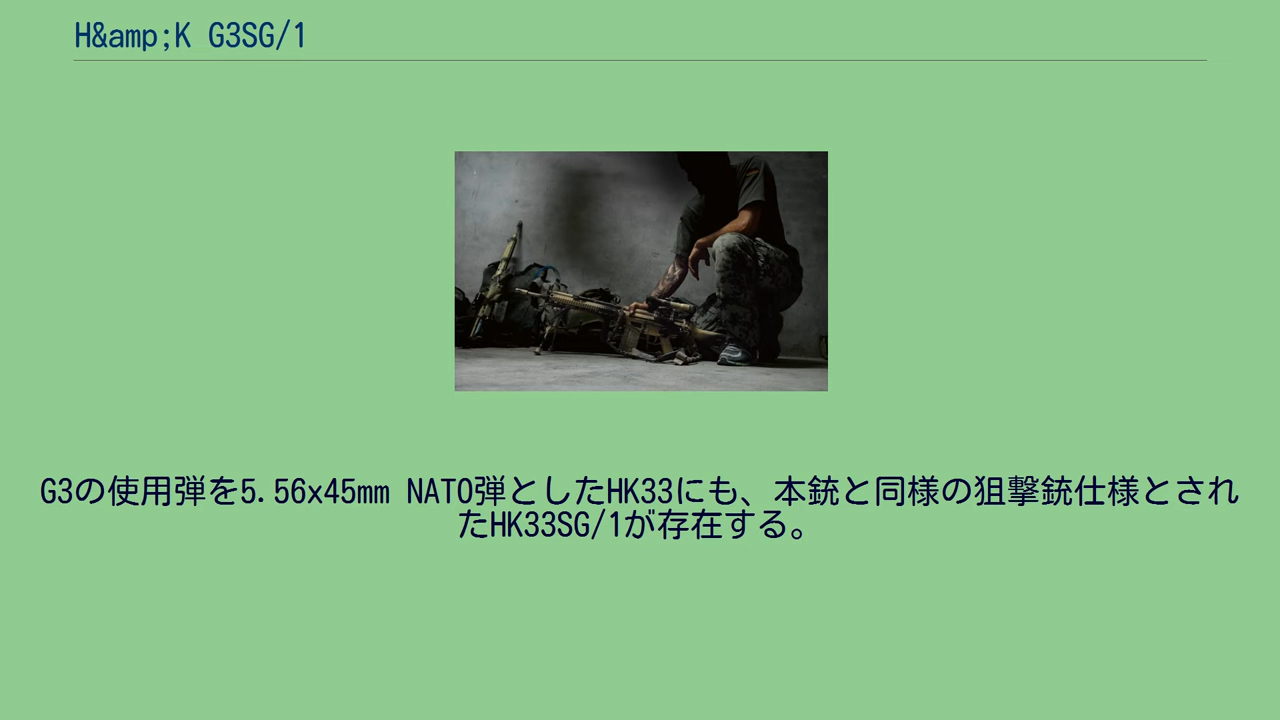 H&amp;K G3SG/1
G3の使用弾を5.56x45mm NATO弾としたHK33にも、本銃と同様の狙撃銃仕様とされ
たHK33SG/1が存在する。